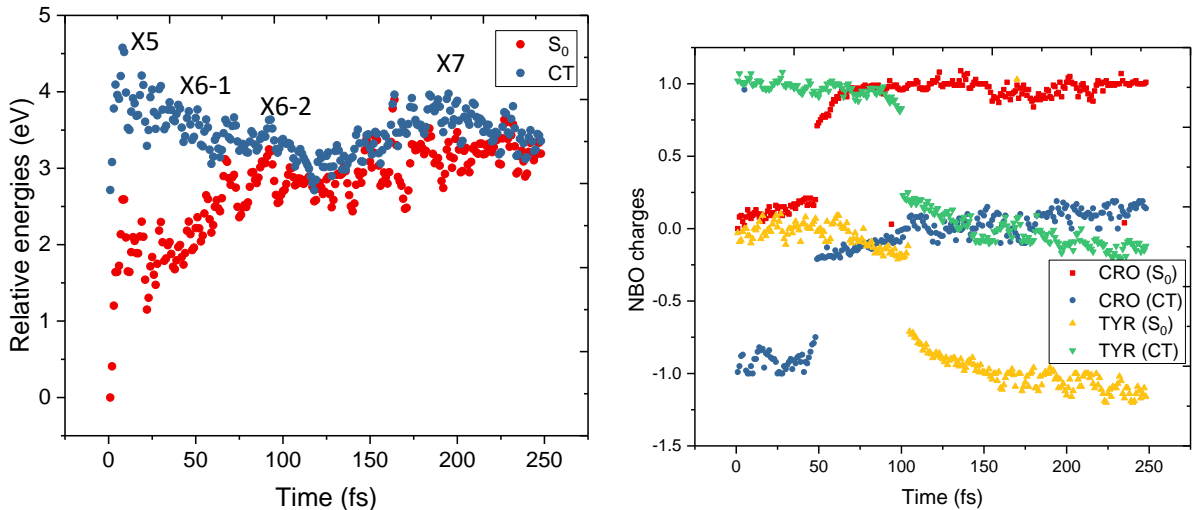 5
4
3
2
1
0
Relative energies (eV)
X5
X6-1
X6-2
X7
S₀
CT
0
50
100
150
200
250
Time (fs)
1.0
0.5
0.0
-0.5
-1.0
-1.5
NBO charges
CRO (S₀)
CRO (CT)
TYR (S₀)
TYR (CT)
0
50
100
150
200
250
Time (fs)